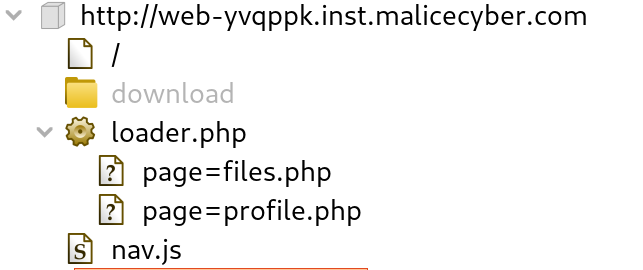 http://web-yvqppk.inst.malicecyber.com
/
download
loader.php
page=files.php
page=profile.php
nav.js